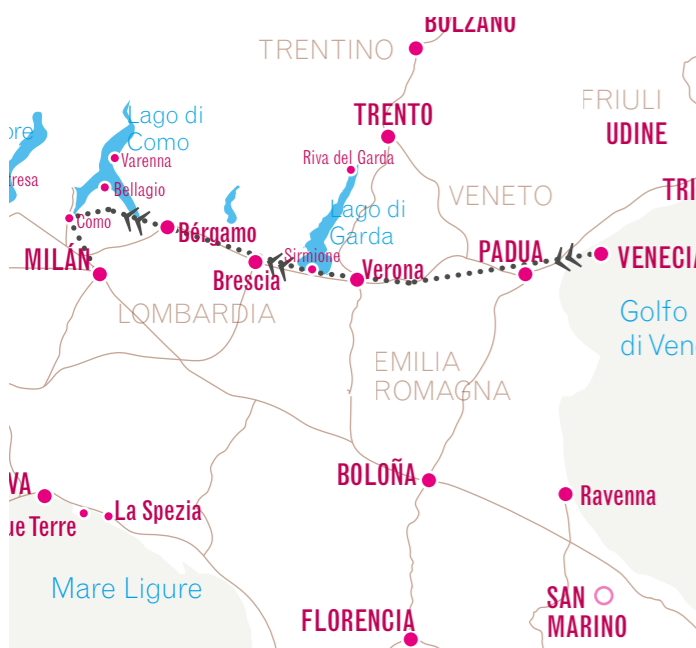 BOLZANO
TRENTINO
FRIULI
Lago di
Como
TRENTO
ore
UDINE
Varenna
Riva del Garda
resa
Bellagio
VENETO
TRI
Lago di
Garda
Como
Bérgamo
PADUA
VENECIA
MILÁN
Sirmione
Verona
Brescia
LOMBARDIA
Golfo
di Ven
EMILIA
ROMAGNA
BOLOÑA
VA
Ravenna
La Spezia
ue Terre
Mare Ligure
SAN
MARINO
FLORENCIA